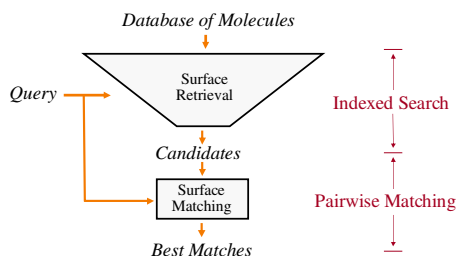 Database of Molecules
Surface
Retrieval
Query
Indexed Search
Candidates
Surface
Matching
Pairwise Matching
Best Matches